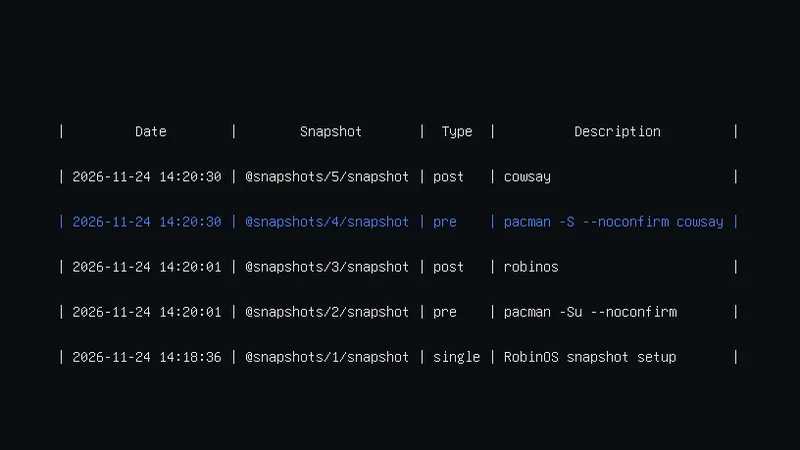 | Date | Snapshot | Type | Description |
| 2026-11-24 14:20:30 | @snapshots/5/snapshot | post | cowsay |
| 2026-11-24 14:20:30 | @snapshots/4/snapshot | pre | pacman -S --noconfirm cowsay |
| 2026-11-24 14:20:01 | @snapshots/3/snapshot | post | robinos |
| 2026-11-24 14:20:01 | @snapshots/2/snapshot | pre | pacman -Su --noconfirm |
| 2026-11-24 14:18:36 | @snapshots/1/snapshot | single | RobinOS snapshot setup |